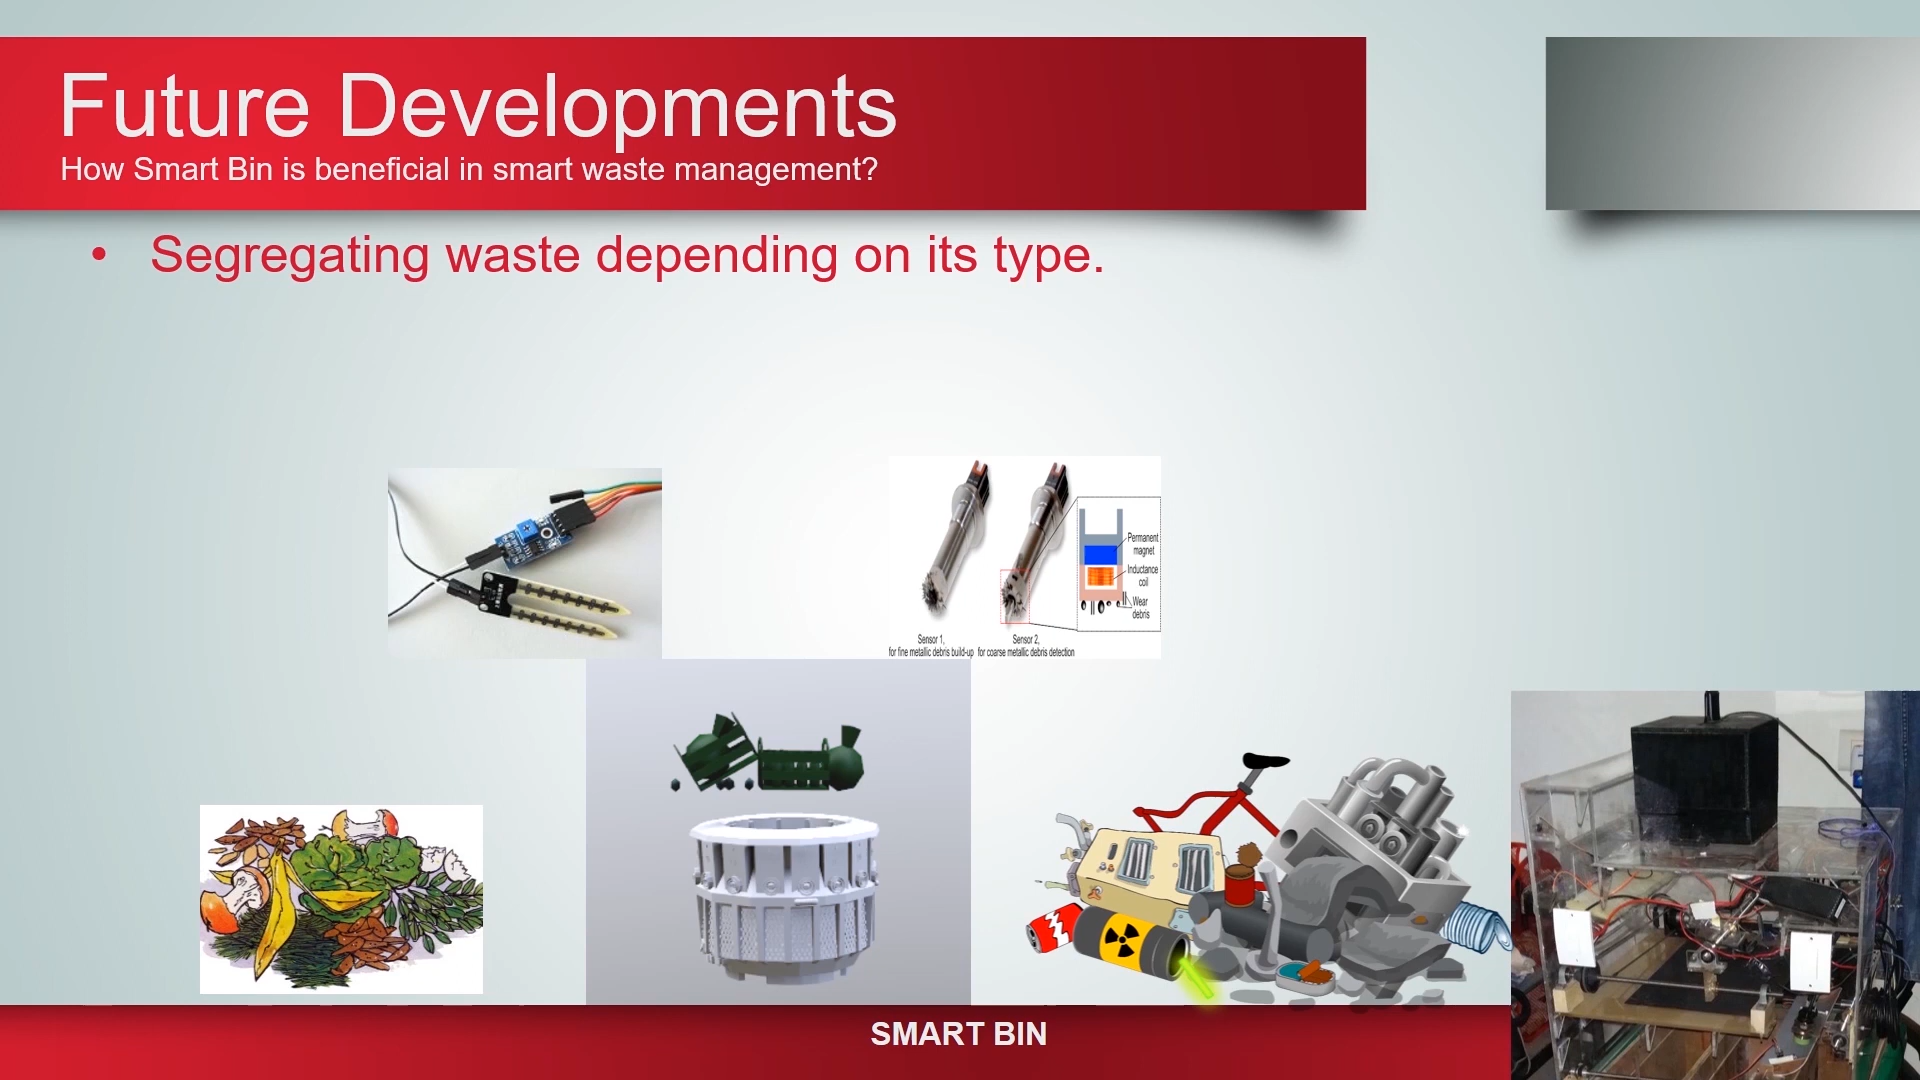 Future Developments
How Smart Bin is beneficial in smart waste management?
• Segregating waste depending on its type.
Permanent
magnet
Inductance
coil
Wear
debris
Sensor 1,
for fine metallic debris build-up
Sensor 2,
for coarse metallic debris detection
SMART BIN